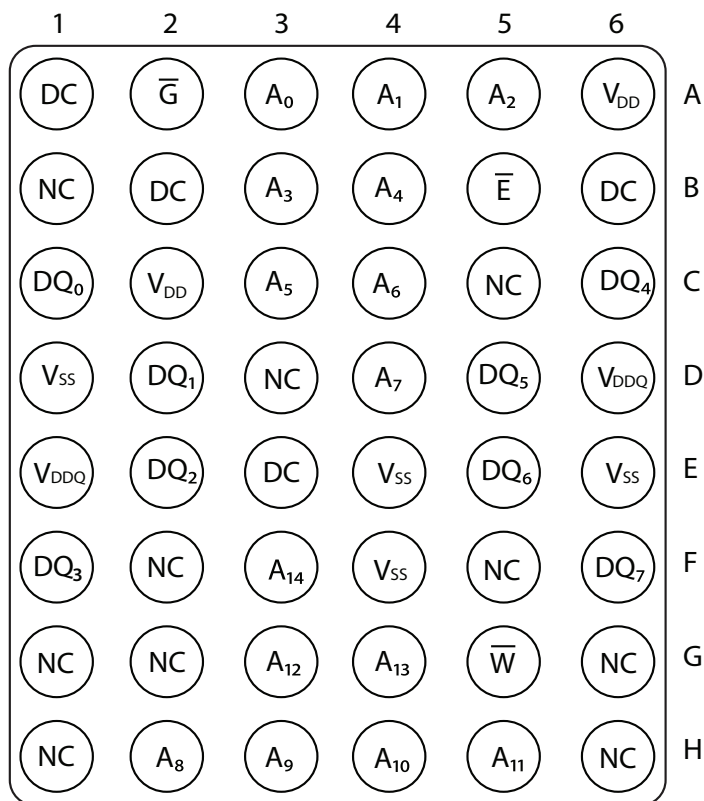 1 2 3 4 5 6
DC G̅ A₀ A₁ A₂ V_DD A
NC DC A₃ A₄ E̅ DC B
DQ₀ V_DD A₅ A₆ NC DQ₄ C
V_SS DQ₁ NC A₇ DQ₅ V_DDQ D
V_DDQ DQ₂ DC V_SS DQ₆ V_SS E
DQ₃ NC A₁₄ V_SS NC DQ₇ F
NC NC A₁₂ A₁₃ W̅ NC G
NC A₈ A₉ A₁₀ A₁₁ NC H